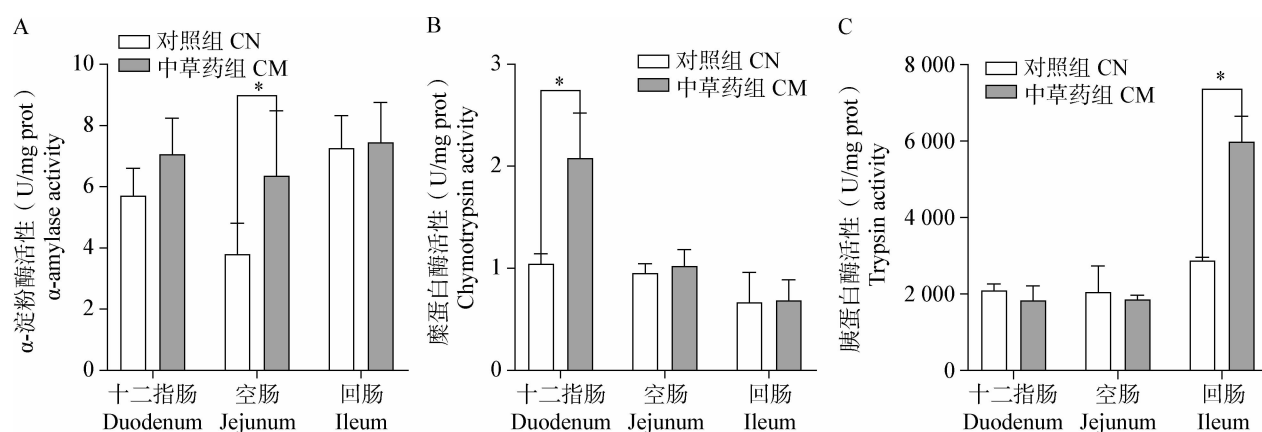 A
对照组 CN
中草药组 CM
α-淀粉酶活性（U/mg prot）
α-amylase activity
10
8
6
4
2
0
*
十二指肠
Duodenum
空肠
Jejunum
回肠
Ileum
B
对照组 CN
中草药组 CM
糜蛋白酶活性（U/mg prot）
Chymotrypsin activity
3
2
1
0
*
十二指肠
Duodenum
空肠
Jejunum
回肠
Ileum
C
对照组 CN
中草药组 CM
胰蛋白酶活性（U/mg prot）
Trypsin activity
8 000
6 000
4 000
2 000
0
*
十二指肠
Duodenum
空肠
Jejunum
回肠
Ileum